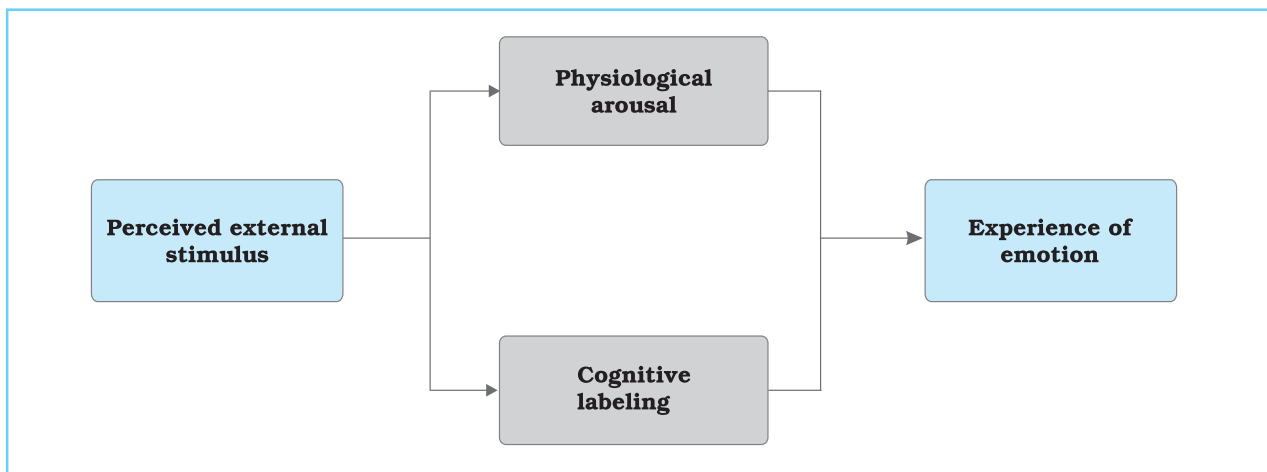 Physiological
arousal
Perceived external
stimulus
Experience of
emotion
Cognitive
labeling